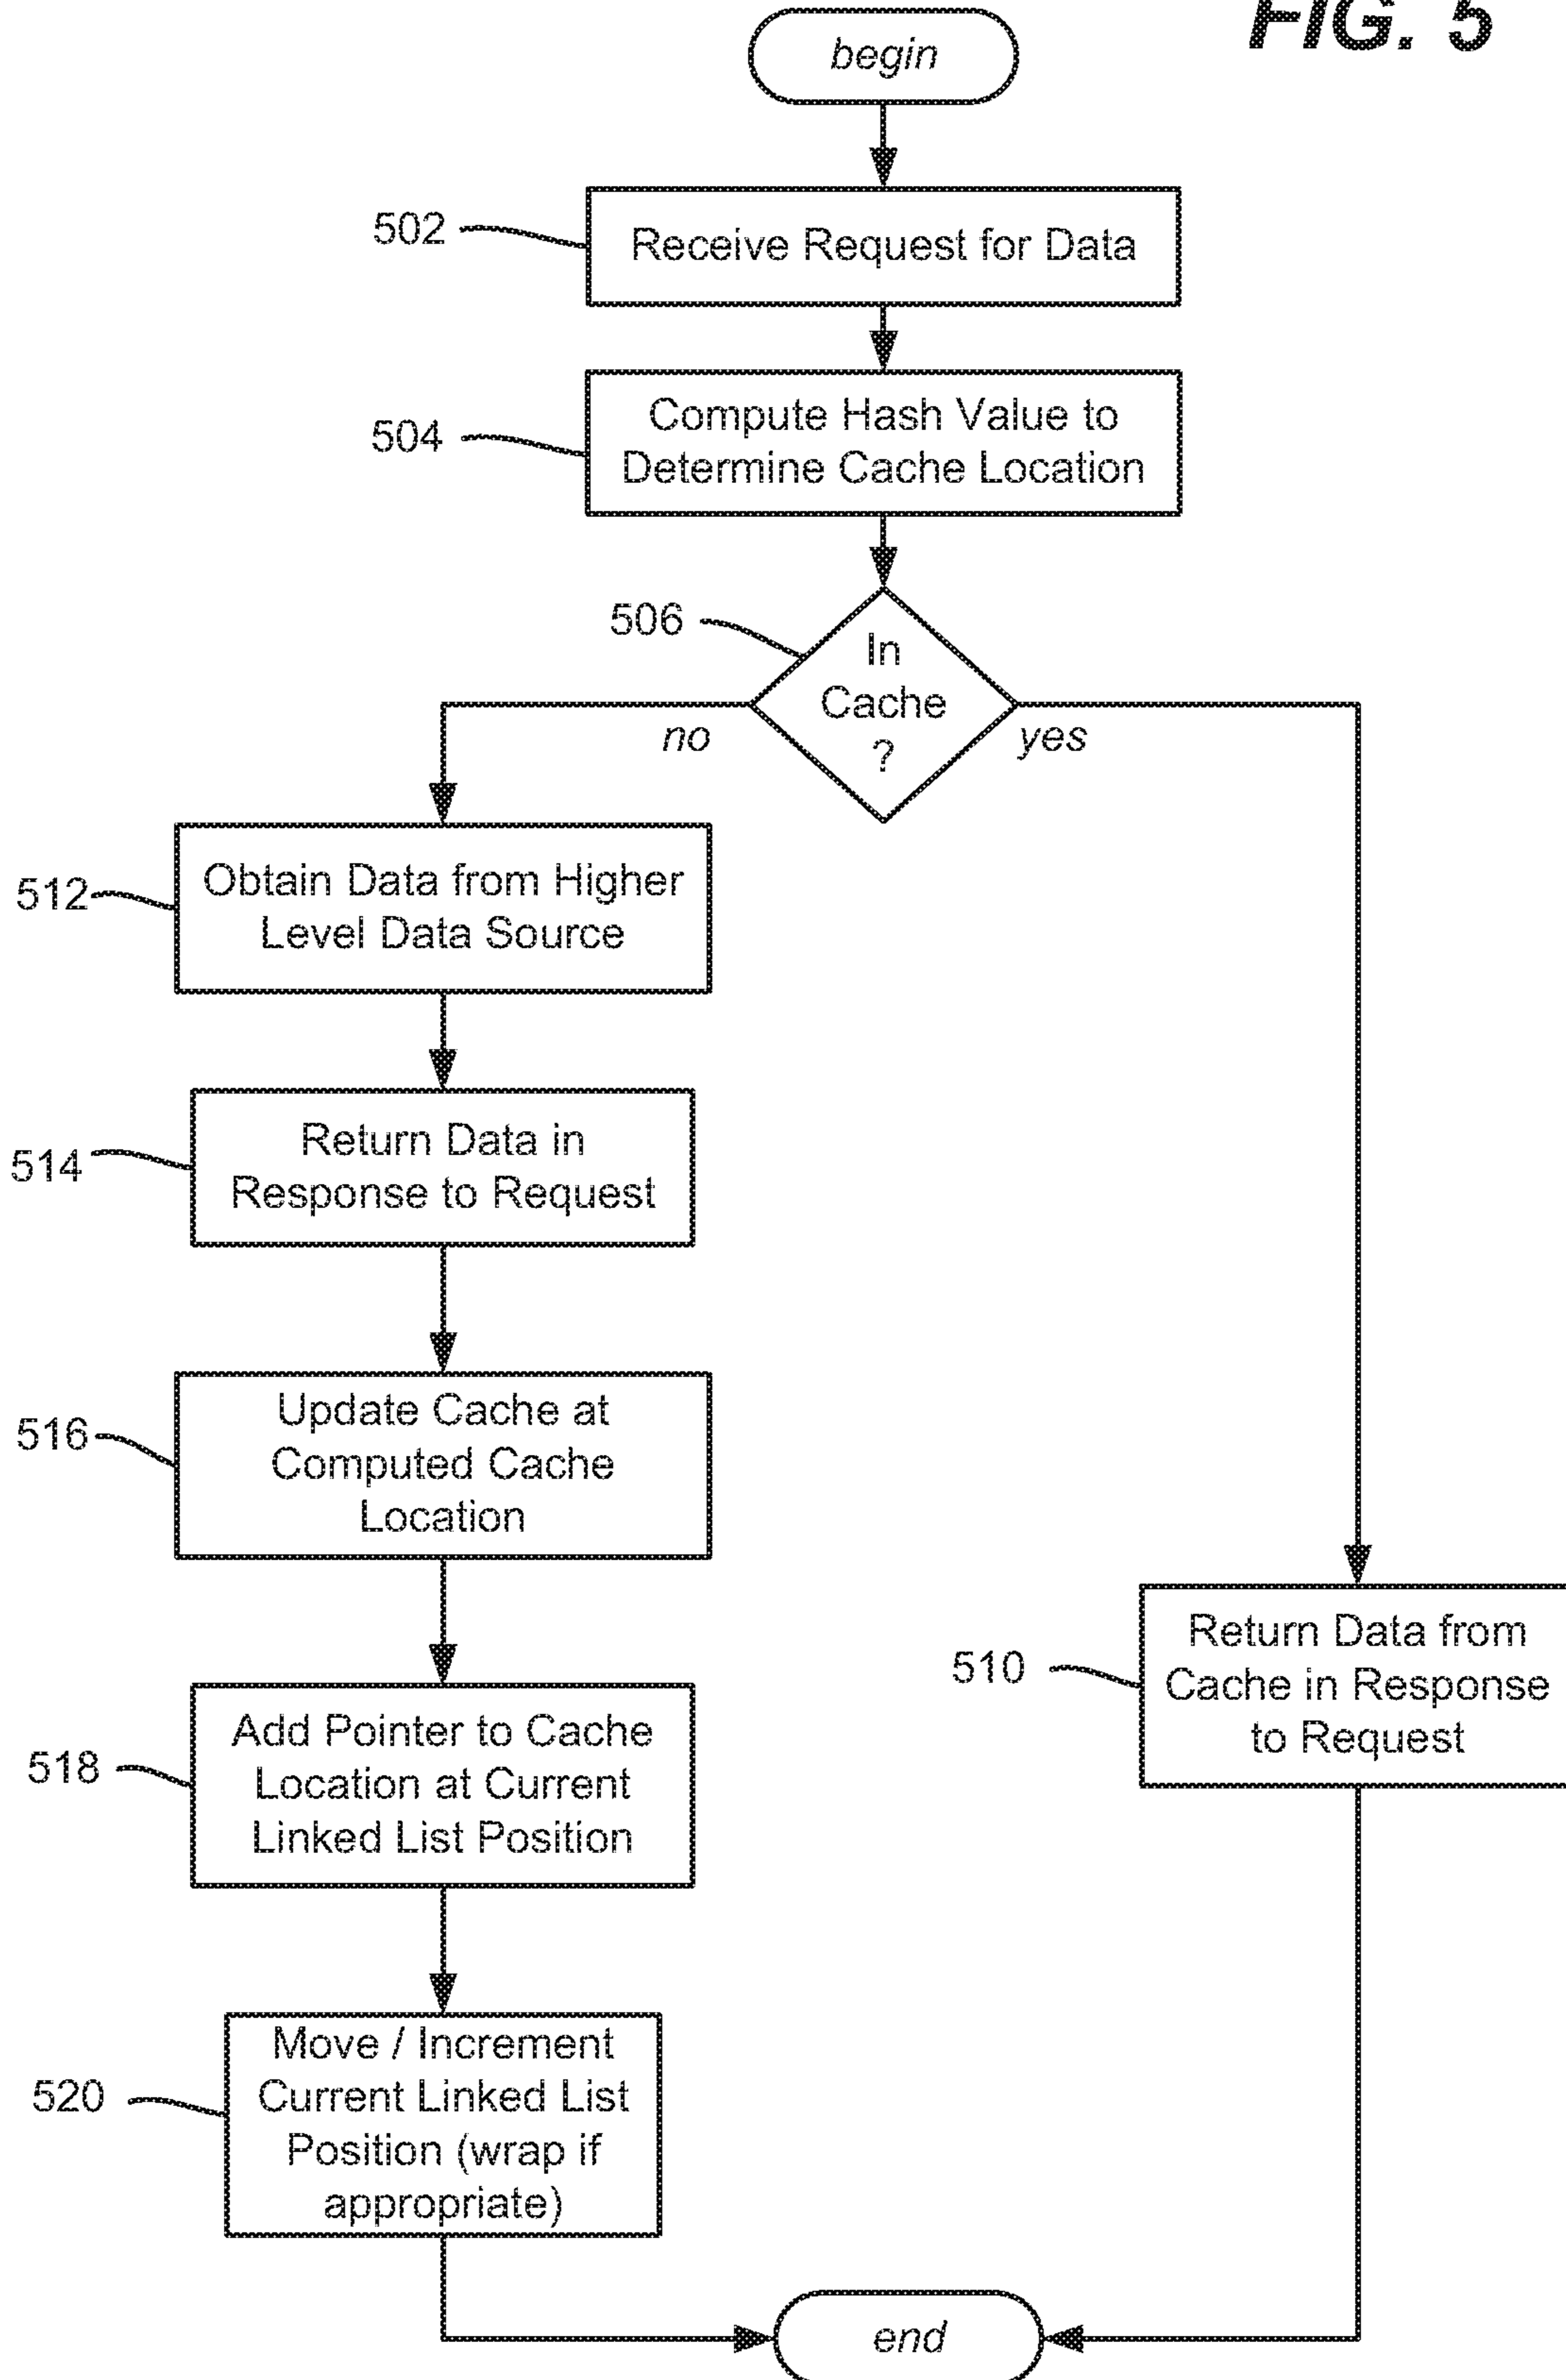 FIG. 5
begin
502
Receive Request for Data
504
Compute Hash Value to
Determine Cache Location
506
In
Cache
?
no
yes
512
Obtain Data from Higher
Level Data Source
514
Return Data in
Response to Request
516
Update Cache at
Computed Cache
Location
510
Return Data from
Cache in Response
to Request
518
Add Pointer to Cache
Location at Current
Linked List Position
520
Move / Increment
Current Linked List
Position (wrap if
appropriate)
end